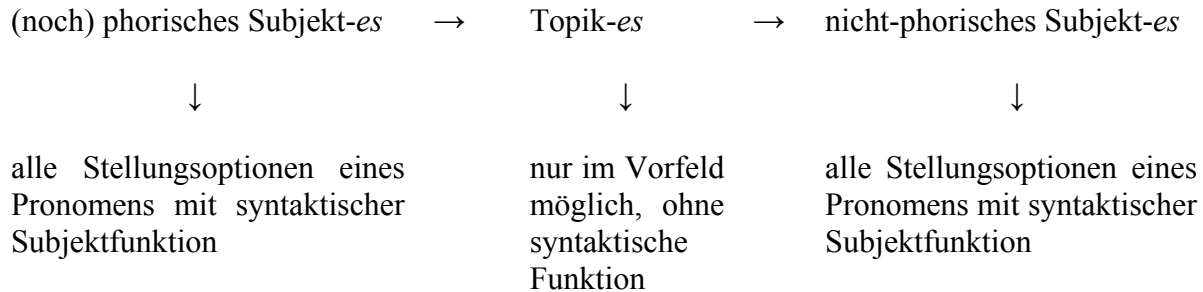 (noch) phorisches Subjekt-es → Topik-es → nicht-phorisches Subjekt-es
↓ ↓ ↓
alle Stellungsoptionen eines nur im Vorfeld alle Stellungsoptionen eines
Pronomens mit syntaktischer möglich, ohne Pronomens mit syntaktischer
Subjektfunktion syntaktische Subjektfunktion
Funktion